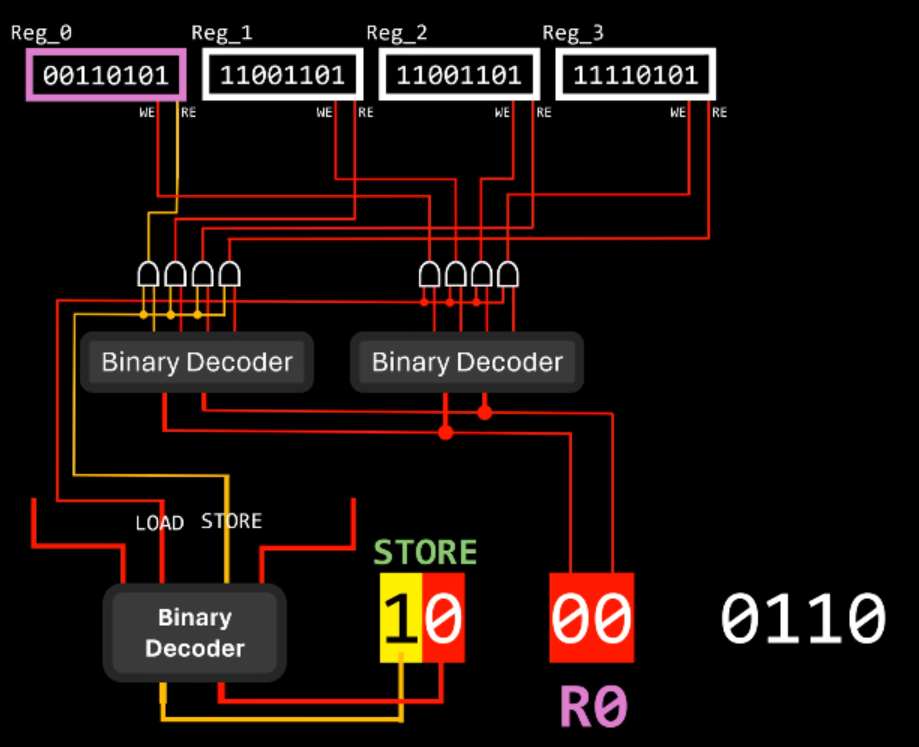 Reg_0 Reg_1 Reg_2 Reg_3
00110101 11001101 11001101 11110101
WE RE WE RE WE RE WE RE
Binary Decoder Binary Decoder
LOAD STORE
STORE
Binary
Decoder
10 00 0110
R0